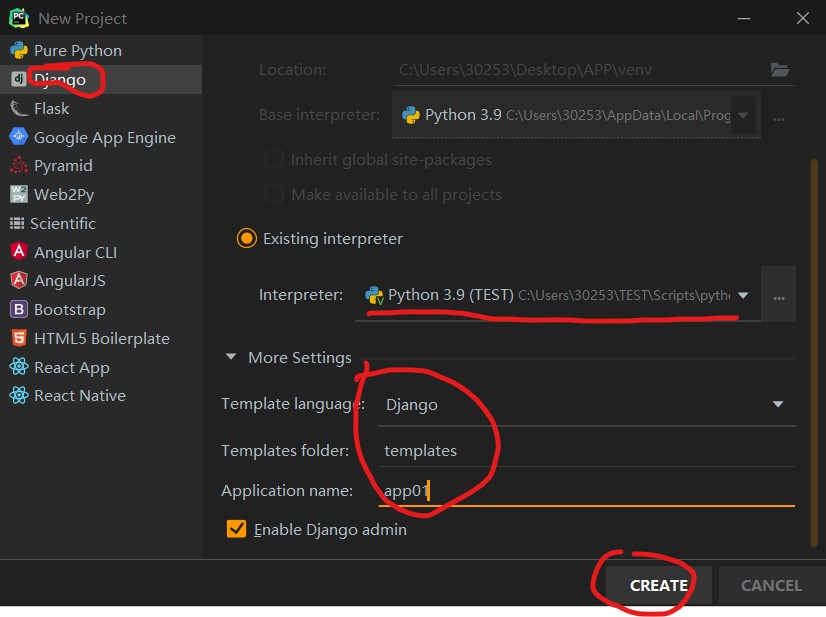 PC New Project
Pure Python
dj Django
Flask
Google App Engine
Pyramid
Web2Py
Scientific
Angular CLI
AngularJS
B Bootstrap
HTML5 Boilerplate
React App
React Native
Location: C:\Users\30253\Desktop\APP\venv
Base interpreter: Python 3.9 C:\Users\30253\AppData\Local\Prog ...
Inherit global site-packages
Make available to all projects
Existing interpreter
Interpreter: Python 3.9 (TEST) C:\Users\30253\TEST\Scripts\pyth ...
More Settings
Template language: Django
Templates folder: templates
Application name: app01
Enable Django admin
CREATE CANCEL